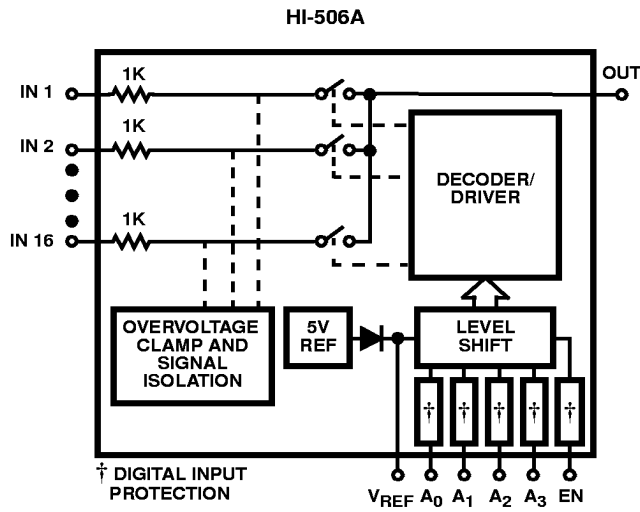 HI-506A
IN 1
1K
OUT
IN 2
1K
IN 16
1K
DECODER/
DRIVER
OVERVOLTAGE
CLAMP AND
SIGNAL
ISOLATION
5V
REF
LEVEL
SHIFT
† † † † †
† DIGITAL INPUT
PROTECTION
VREF A0 A1 A2 A3 EN